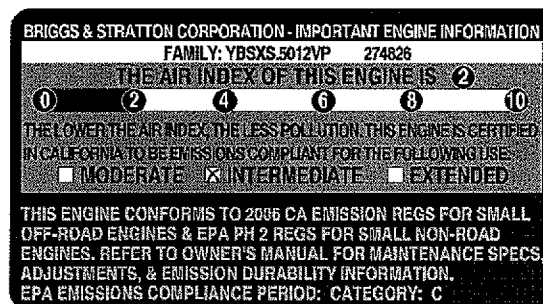 BRIGGS & STRATTON CORPORATION - IMPORTANT ENGINE INFORMATION
FAMILY: YBSXS.5012VP 274826
THE AIR INDEX OF THIS ENGINE IS 2
0 2 4 6 8 10
THE LOWER THE AIR INDEX, THE LESS POLLUTION. THIS ENGINE IS CERTIFIED
IN CALIFORNIA TO BE EMISSIONS COMPLIANT FOR THE FOLLOWING USE:
MODERATE INTERMEDIATE EXTENDED
THIS ENGINE CONFORMS TO 2006 CA EMISSION REGS FOR SMALL
OFF-ROAD ENGINES & EPA PH 2 REGS FOR SMALL NON-ROAD
ENGINES. REFER TO OWNER'S MANUAL FOR MAINTENANCE SPECS,
ADJUSTMENTS, & EMISSION DURABILITY INFORMATION.
EPA EMISSIONS COMPLIANCE PERIOD: CATEGORY: C